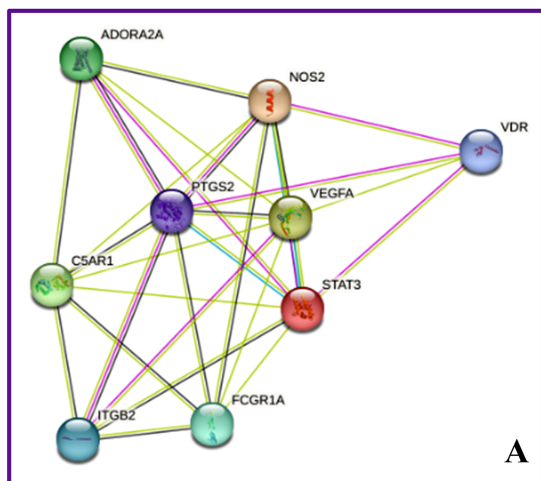 ADORA2A
NOS2
VDR
PTGS2
VEGFA
C5AR1
STAT3
FCGR1A
ITGB2
A